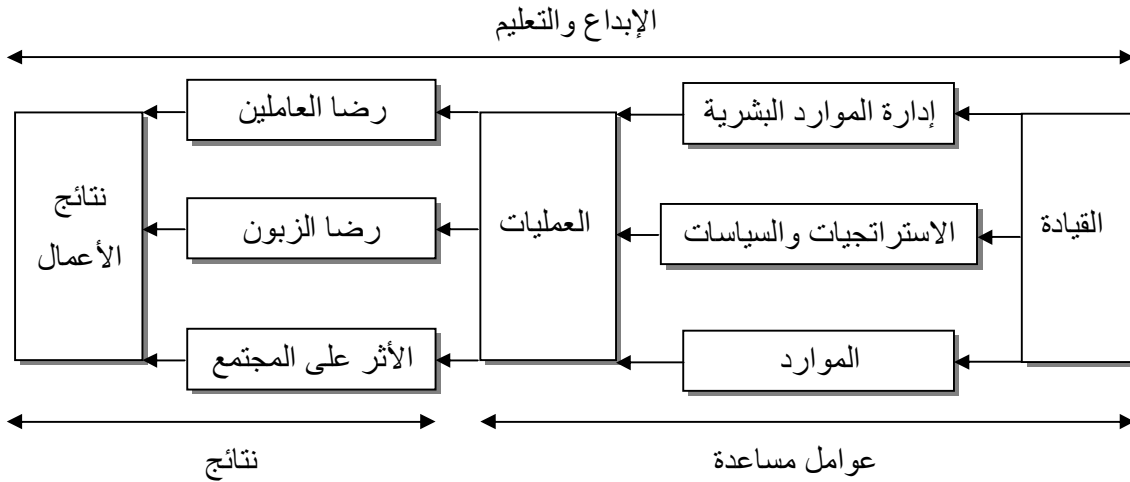 الإبداع والتعليم
القيادة
إدارة الموارد البشرية
الاستراتجيات والسياسات
الموارد
العمليات
رضا العاملين
رضا الزبون
الأثر على المجتمع
نتائج
الأعمال
عوامل مساعدة
نتائج